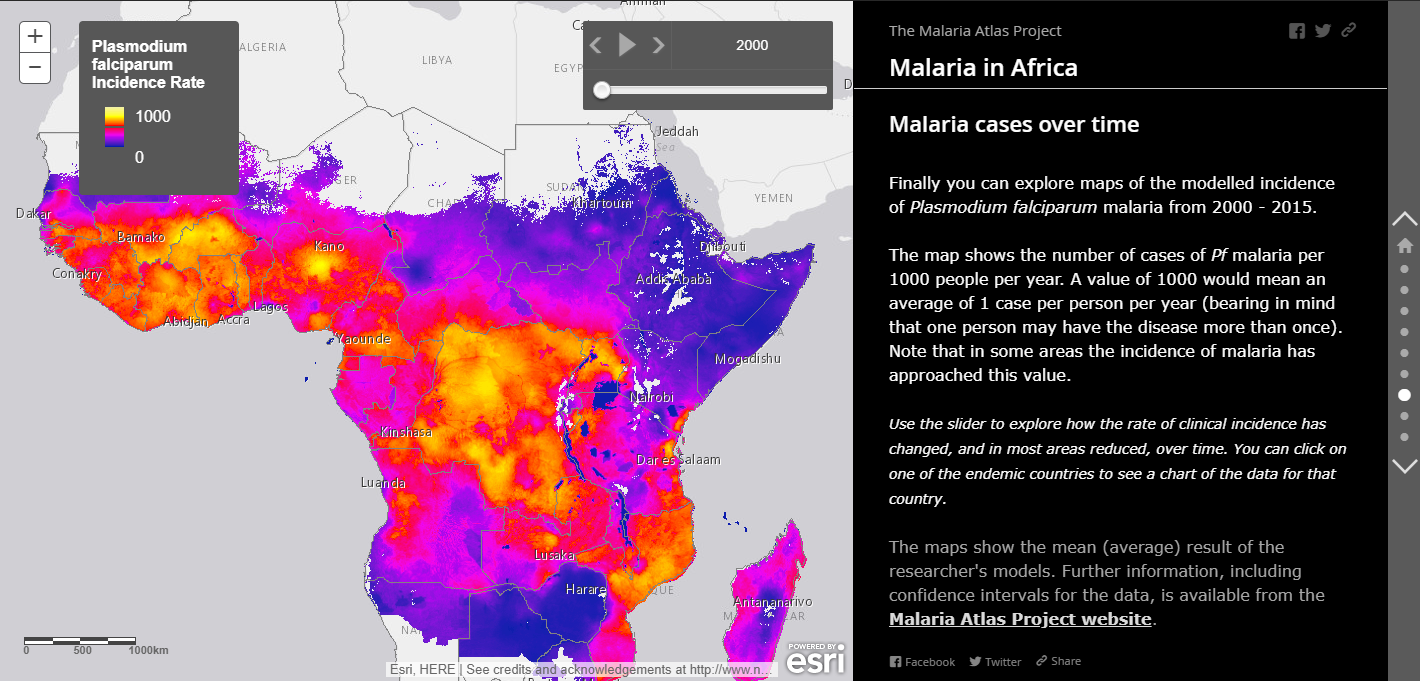 +
−
Plasmodium
falciparum
Incidence Rate
1000
0
2000
Amman
ALGERIA
LIBYA
EGYP
Jeddah
Sea
GER
CHA
SUDA
Khartoum
YEMEN
Dakar
Bamako
Kano
Djibouti
Conakry
Addis Ababa
Lagos
Abidjan
Accra
Yaounde
Mogadishu
Nairobi
Kinshasa
Dar es Salaam
Luanda
Lusaka
Harare
QUE
Antananarivo
M
AR
NA
0 500 1000km
Esri, HERE | See credits and acknowledgements at http://www.n...
POWERED BY
esri
The Malaria Atlas Project
Malaria in Africa
Malaria cases over time
Finally you can explore maps of the modelled incidence
of Plasmodium falciparum malaria from 2000 - 2015.
The map shows the number of cases of Pf malaria per
1000 people per year. A value of 1000 would mean an
average of 1 case per person per year (bearing in mind
that one person may have the disease more than once).
Note that in some areas the incidence of malaria has
approached this value.
Use the slider to explore how the rate of clinical incidence has
changed, and in most areas reduced, over time. You can click on
one of the endemic countries to see a chart of the data for that
country.
The maps show the mean (average) result of the
researcher's models. Further information, including
confidence intervals for the data, is available from the
Malaria Atlas Project website.
Facebook Twitter Share